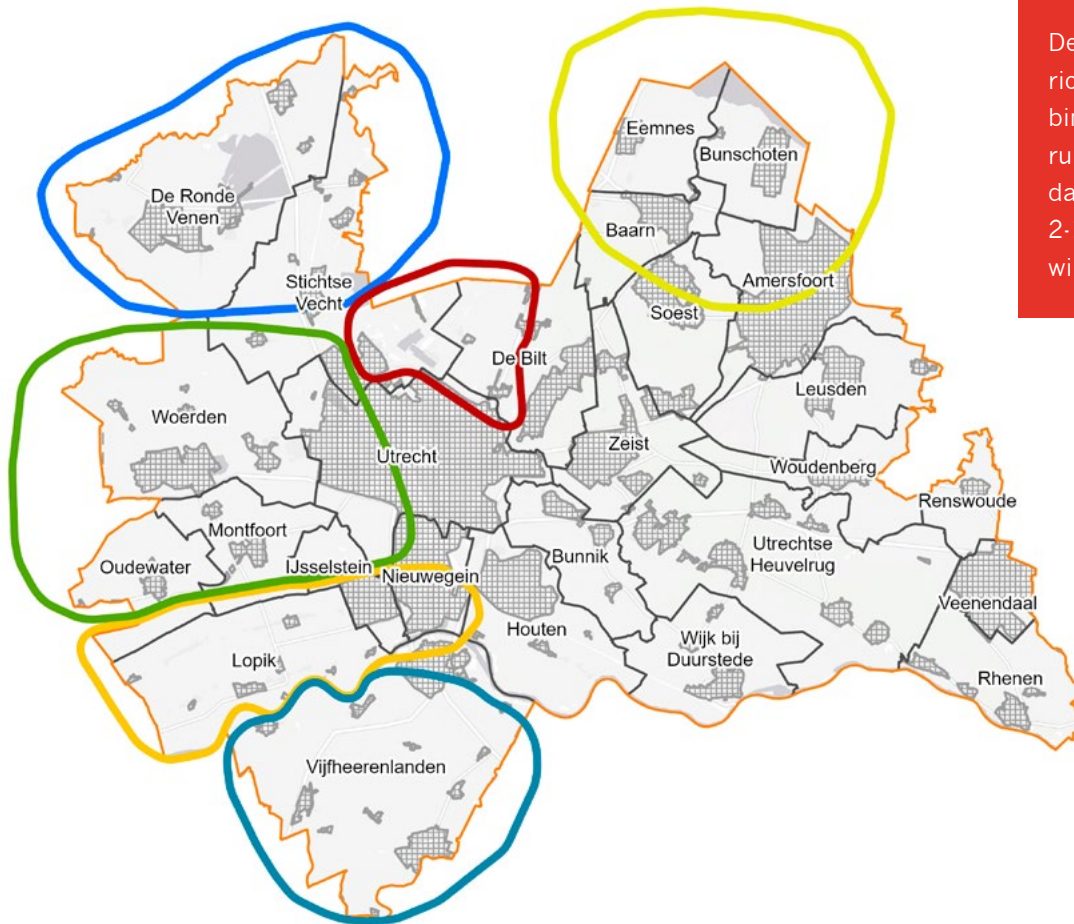 De Ronde
Venen
Stichtse
Vecht
Eemnes
Bunschoten
Baarn
Amersfoort
Soest
De Bilt
Woerden
Utrecht
Zeist
Leusden
Woudenberg
Renswoude
Montfoort
Oudewater
IJsselstein
Nieuwegein
Bunnik
Utrechtse
Heuvelrug
Veenendaal
Houten
Wijk bij
Duurstede
Lopik
Rhenen
Vijfheerenlanden
De
ric
bir
ru
da
2-
wi